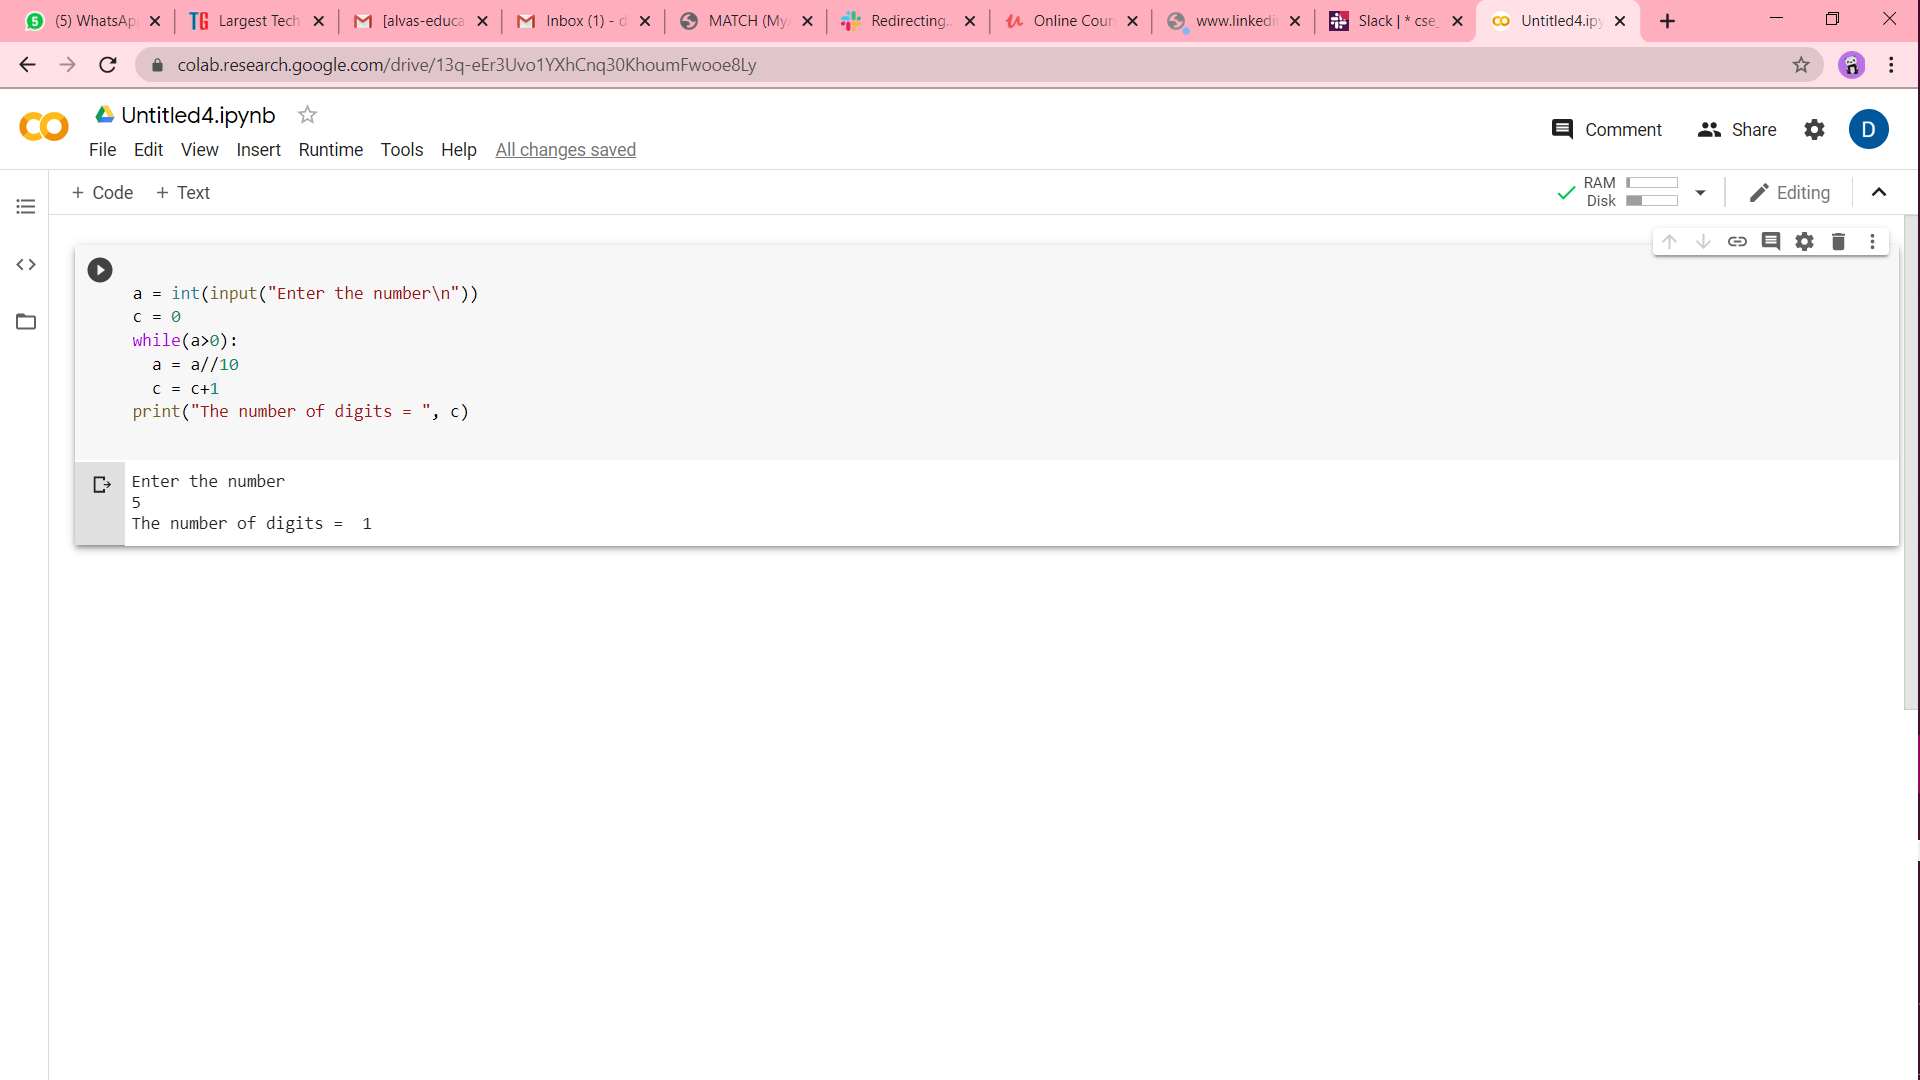 (5) WhatsAp
TG Largest Tech
[alvas-educa
Inbox (1) - d
MATCH (My
Redirecting..
Online Cour
www.linkedi
Slack | * cse_
Untitled4.ipy
colab.research.google.com/drive/13q-eEr3Uvo1YXhCnq30KhoumFwooe8Ly
Untitled4.ipynb
Comment
Share
D
File Edit View Insert Runtime Tools Help All changes saved
+ Code + Text
RAM
Disk
Editing
a = int(input("Enter the number\n"))
c = 0
while(a>0):
  a = a//10
  c = c+1
print("The number of digits = ", c)
Enter the number
5
The number of digits =  1